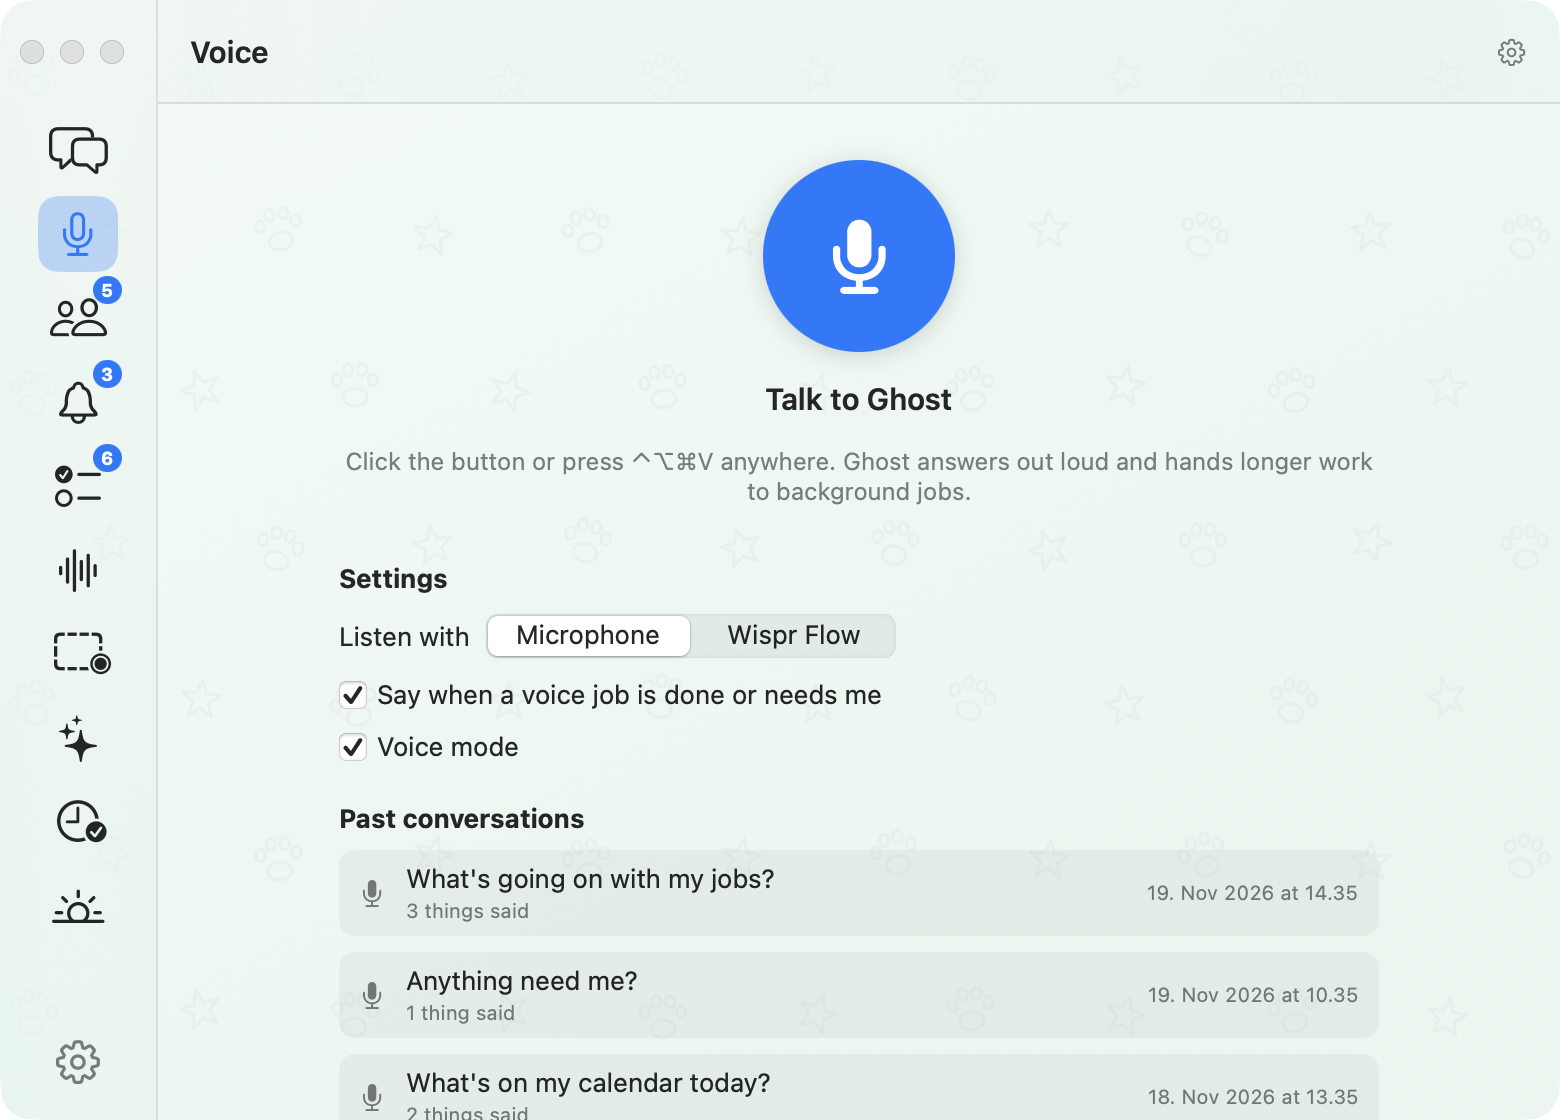 Voice
5
3
6
Talk to Ghost
Click the button or press ^⌥⌘V anywhere. Ghost answers out loud and hands longer work
to background jobs.
Settings
Listen with
Microphone
Wispr Flow
Say when a voice job is done or needs me
Voice mode
Past conversations
What's going on with my jobs?
3 things said
19. Nov 2026 at 14.35
Anything need me?
1 thing said
19. Nov 2026 at 10.35
What's on my calendar today?
2 things said
18. Nov 2026 at 13.35